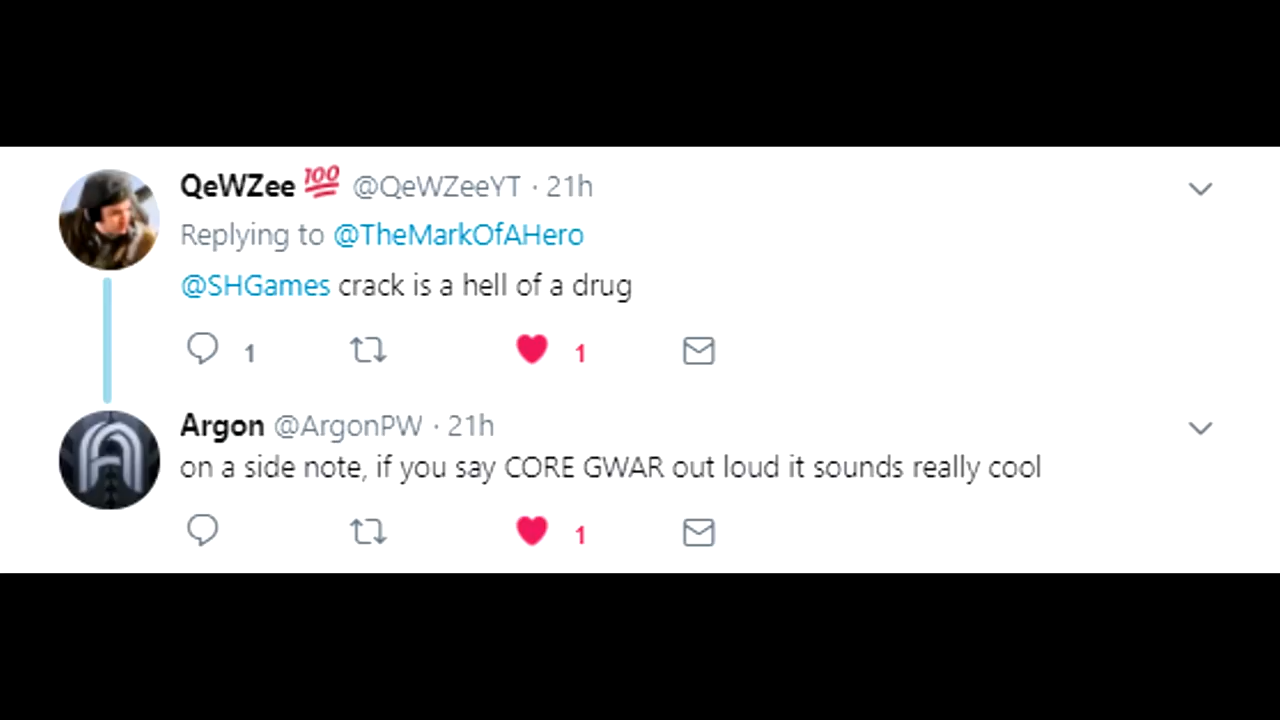 QeWZee 💯 @QeWZeeYT · 21h
Replying to @TheMarkOfAHero
@SHGames crack is a hell of a drug
1 1
Argon @ArgonPW · 21h
on a side note, if you say CORE GWAR out loud it sounds really cool
1